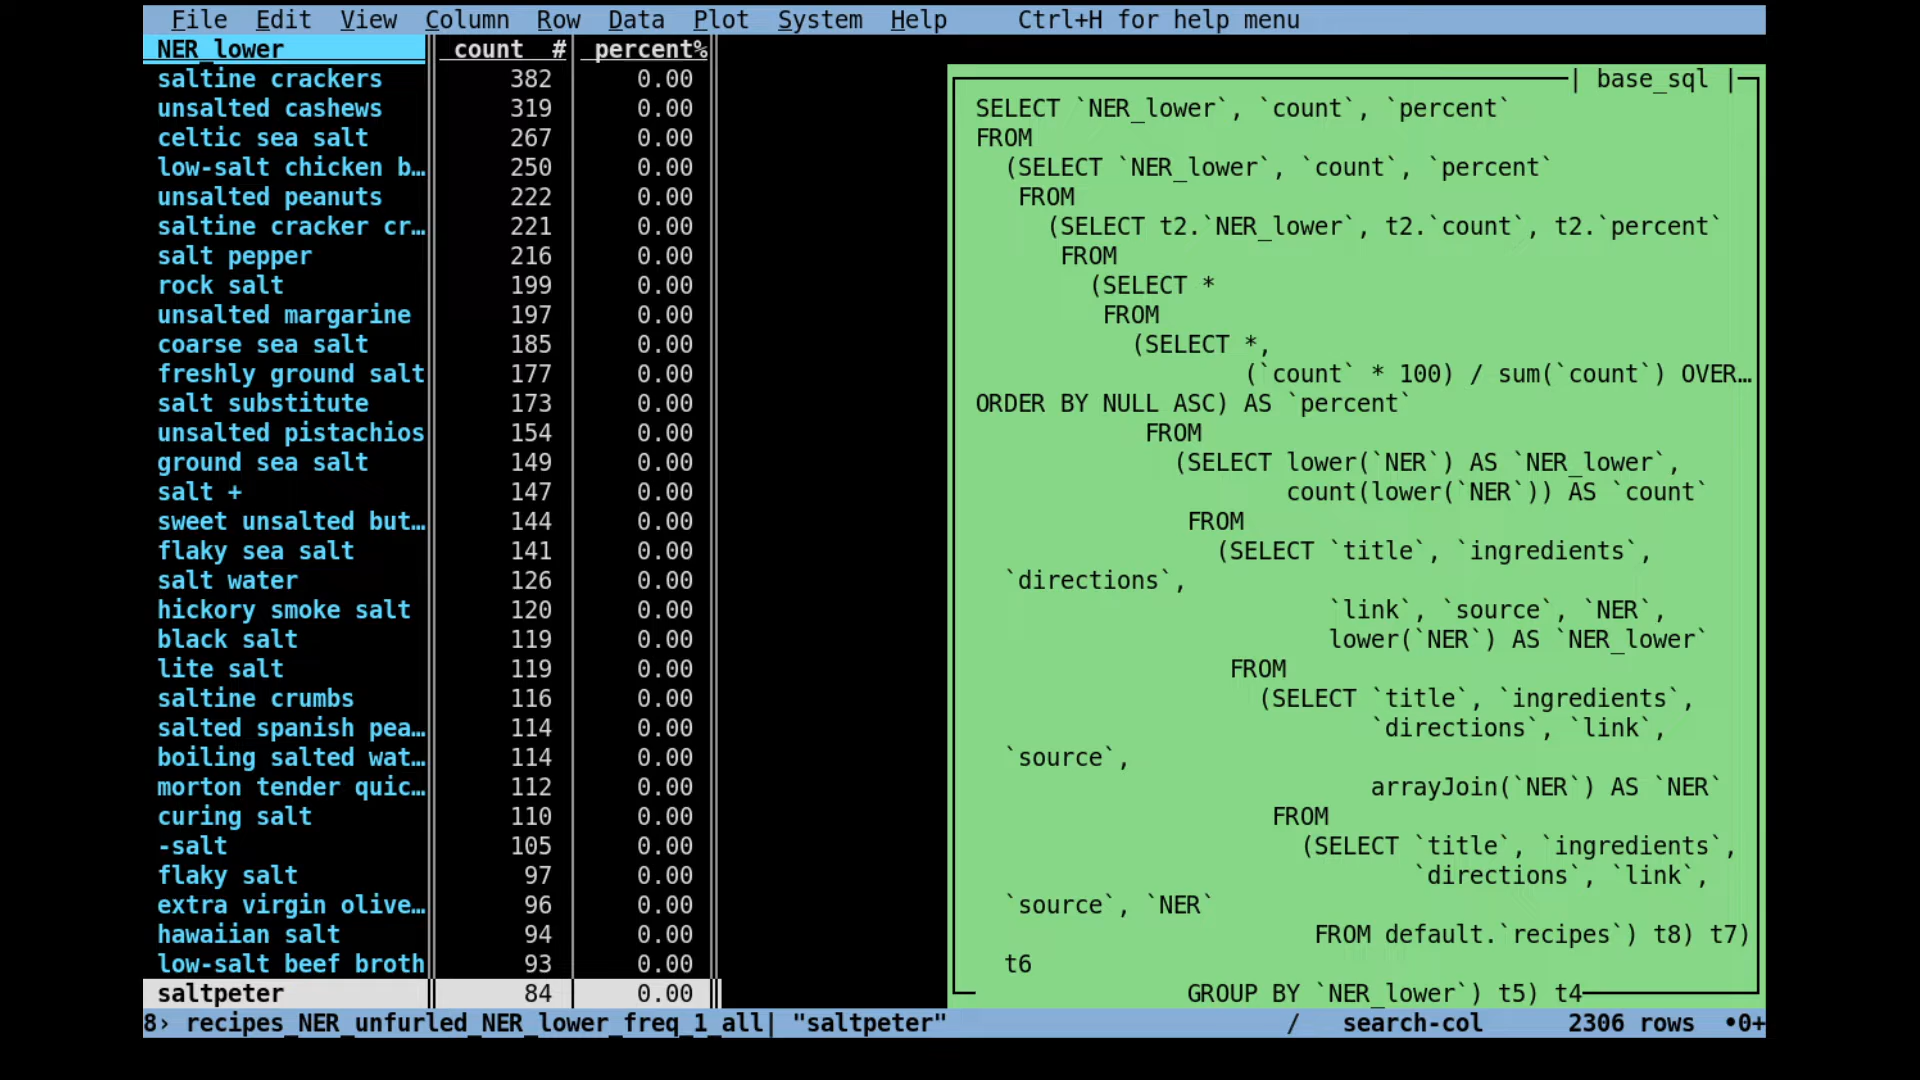 File Edit View Column Row Data Plot System Help Ctrl+H for help menu
NER_lower count # percent%
saltine crackers 382 0.00
unsalted cashews 319 0.00
celtic sea salt 267 0.00
low-salt chicken b… 250 0.00
unsalted peanuts 222 0.00
saltine cracker cr… 221 0.00
salt pepper 216 0.00
rock salt 199 0.00
unsalted margarine 197 0.00
coarse sea salt 185 0.00
freshly ground salt 177 0.00
salt substitute 173 0.00
unsalted pistachios 154 0.00
ground sea salt 149 0.00
salt + 147 0.00
sweet unsalted but… 144 0.00
flaky sea salt 141 0.00
salt water 126 0.00
hickory smoke salt 120 0.00
black salt 119 0.00
lite salt 119 0.00
saltine crumbs 116 0.00
salted spanish pea… 114 0.00
boiling salted wat… 114 0.00
morton tender quic… 112 0.00
curing salt 110 0.00
-salt 105 0.00
flaky salt 97 0.00
extra virgin olive… 96 0.00
hawaiian salt 94 0.00
low-salt beef broth 93 0.00
saltpeter 84 0.00
| base_sql |
SELECT `NER_lower`, `count`, `percent`
FROM
(SELECT `NER_lower`, `count`, `percent`
FROM
(SELECT t2.`NER_lower`, t2.`count`, t2.`percent`
FROM
(SELECT *
FROM
(SELECT *,
(`count` * 100) / sum(`count`) OVER…
ORDER BY NULL ASC) AS `percent`
FROM
(SELECT lower(`NER`) AS `NER_lower`,
count(lower(`NER`)) AS `count`
FROM
(SELECT `title`, `ingredients`,
`directions`,
`link`, `source`, `NER`,
lower(`NER`) AS `NER_lower`
FROM
(SELECT `title`, `ingredients`,
`directions`, `link`,
`source`,
arrayJoin(`NER`) AS `NER`
FROM
(SELECT `title`, `ingredients`,
`directions`, `link`,
`source`, `NER`
FROM default.`recipes`) t8) t7)
t6
GROUP BY `NER_lower`) t5) t4
8› recipes_NER_unfurled_NER_lower_freq_1_all| "saltpeter" / search-col 2306 rows •0+